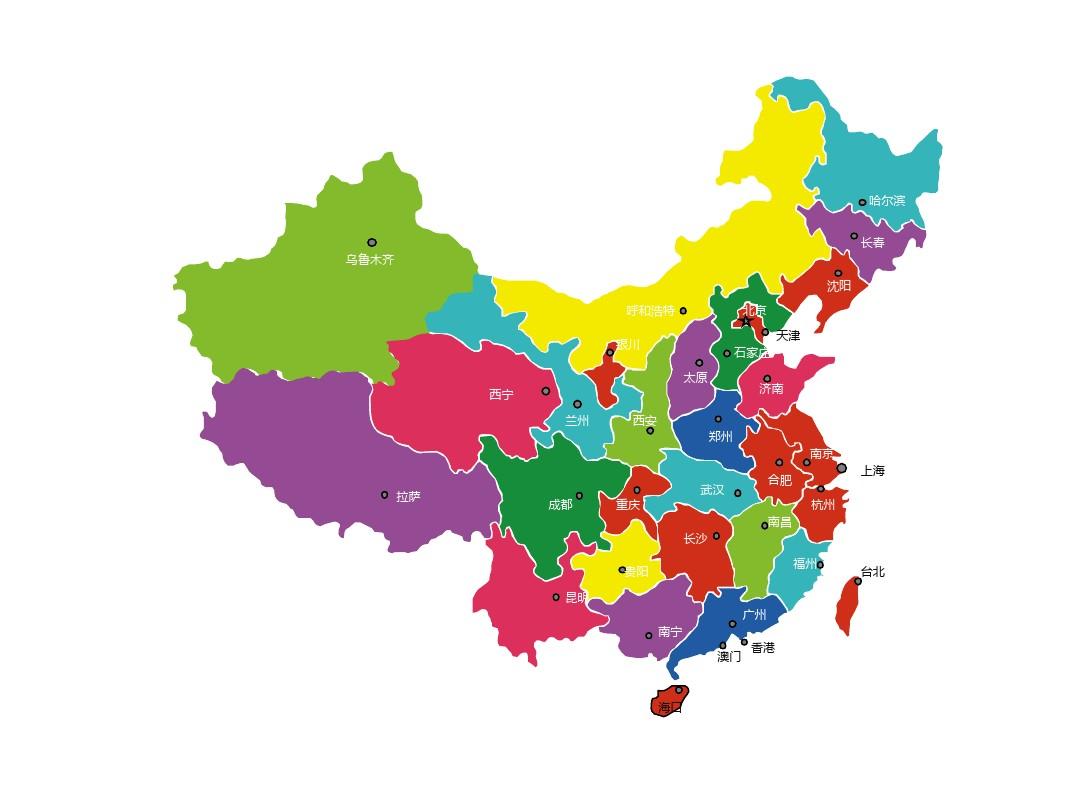 哈尔滨
长春
乌鲁木齐
沈阳
呼和浩特
北京
天津
银川
石家庄
太原
济南
西宁
兰州
西安
郑州
南京
上海
合肥
拉萨
成都
重庆
武汉
杭州
南昌
长沙
福州
贵阳
台北
昆明
广州
南宁
香港
澳门
海口